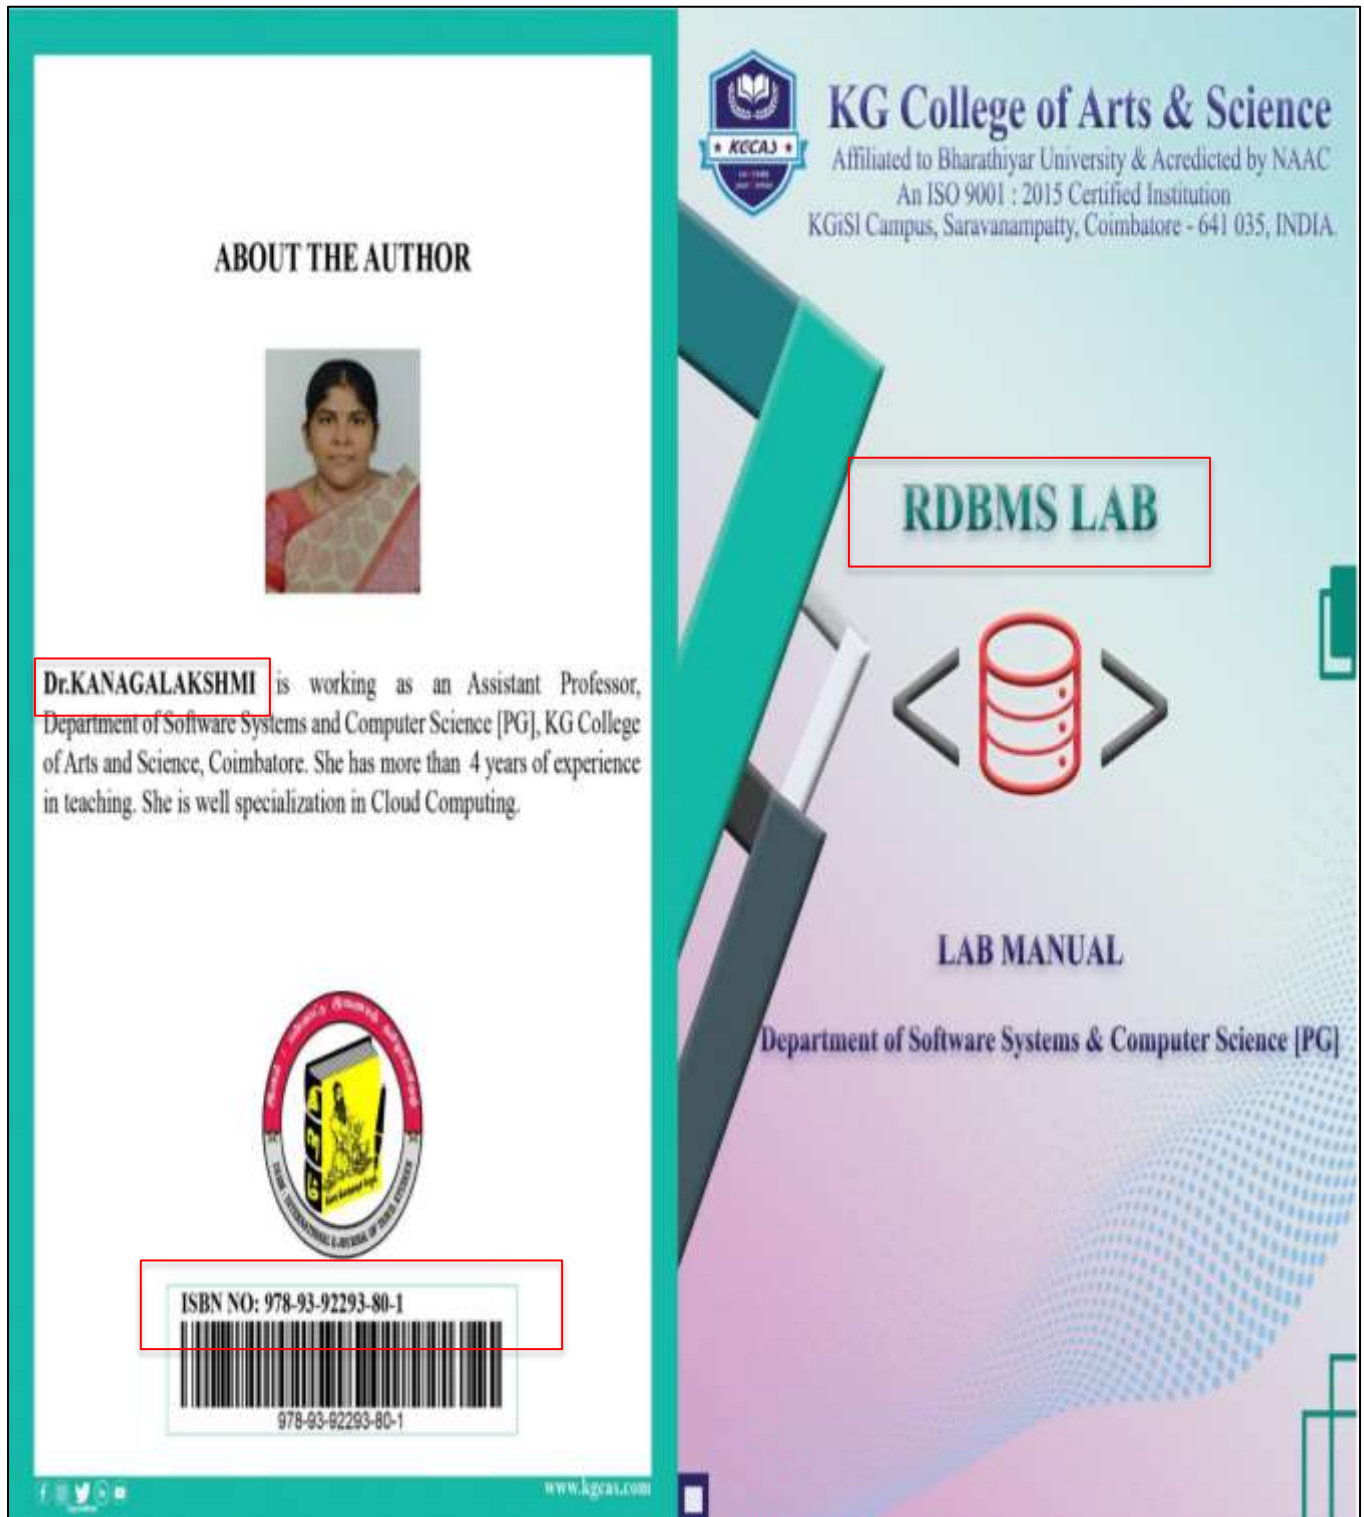 ABOUT THE AUTHOR
Dr.KANAGALAKSHMI is working as an Assistant Professor,
Department of Software Systems and Computer Science [PG], KG College
of Arts and Science, Coimbatore. She has more than 4 years of experience
in teaching. She is well specialization in Cloud Computing.
ISBN NO: 978-93-92293-80-1
978-93-92293-80-1
www.kgcas.com
KGCAS
KG College of Arts & Science
Affiliated to Bharathiyar University & Acredicted by NAAC
An ISO 9001 : 2015 Certified Institution
KGiSI Campus, Saravanampatty, Coimbatore - 641 035, INDIA.
RDBMS LAB
LAB MANUAL
Department of Software Systems & Computer Science [PG]